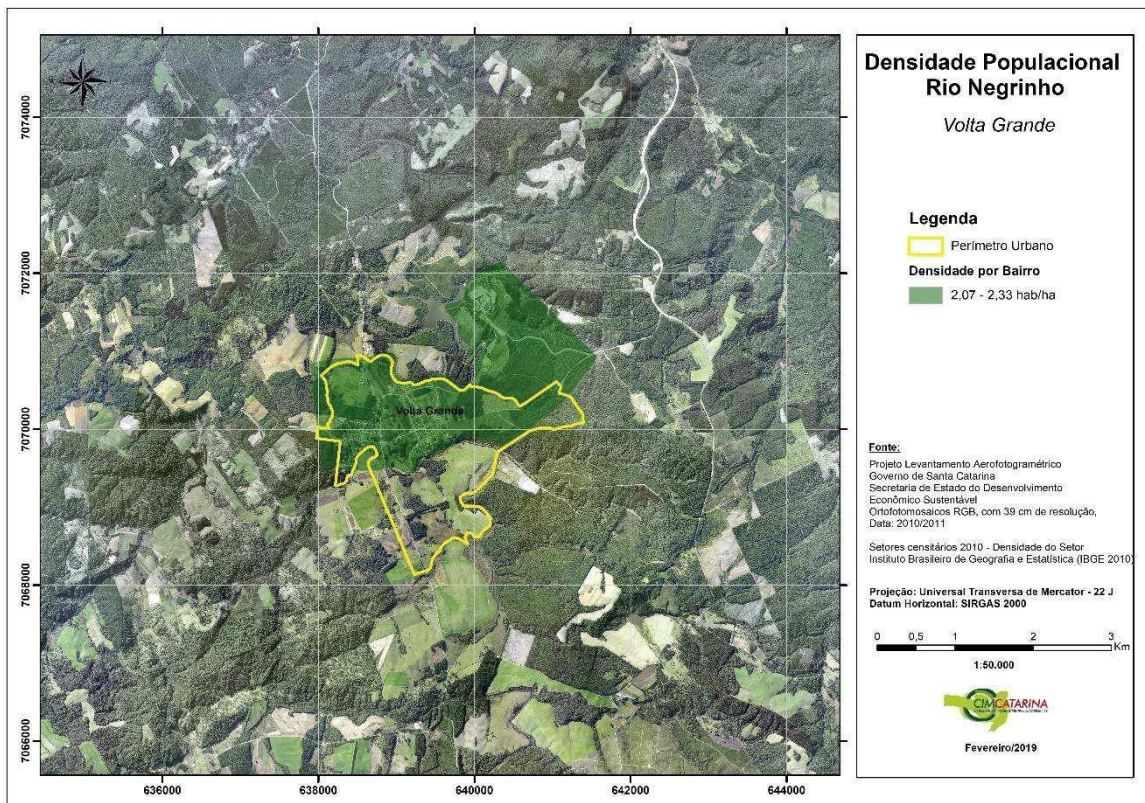 Densidade Populacional
Rio Negrinho
Volta Grande
Legenda
Perímetro Urbano
Densidade por Bairro
2,07 - 2,33 hab/ha
Fonte:
Projeto Levantamento Aerofotogramétrico
Governo de Santa Catarina
Secretaria de Estado do Desenvolvimento
Econômico Sustentável
Ortofotomosaicos RGB, com 39 cm de resolução,
Data: 2010/2011
Setores censitários 2010 - Densidade do Setor
Instituto Brasileiro de Geografia e Estatística (IBGE 2010)
Projeção: Universal Transversa de Mercator - 22 J
Datum Horizontal: SIRGAS 2000
0 0,5 1 2 3
Km
1:50.000
CIMCATARINA
Fevereiro/2019
Volta Grande
7074000
7072000
7070000
7068000
7066000
636000 638000 640000 642000 644000